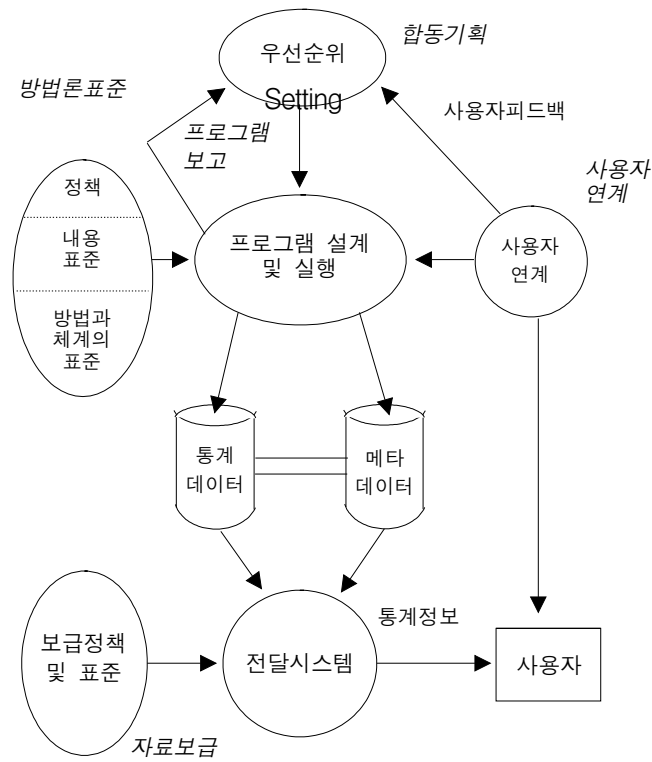 우선순위
Setting
합동기획
방법론표준
프로그램
보고
사용자피드백
사용자
연계
정책
내용
표준
방법과
체계의
표준
프로그램 설계
및 실행
사용자
연계
통계
데이터
메타
데이터
보급정책
및 표준
전달시스템
통계정보
사용자
자료보급